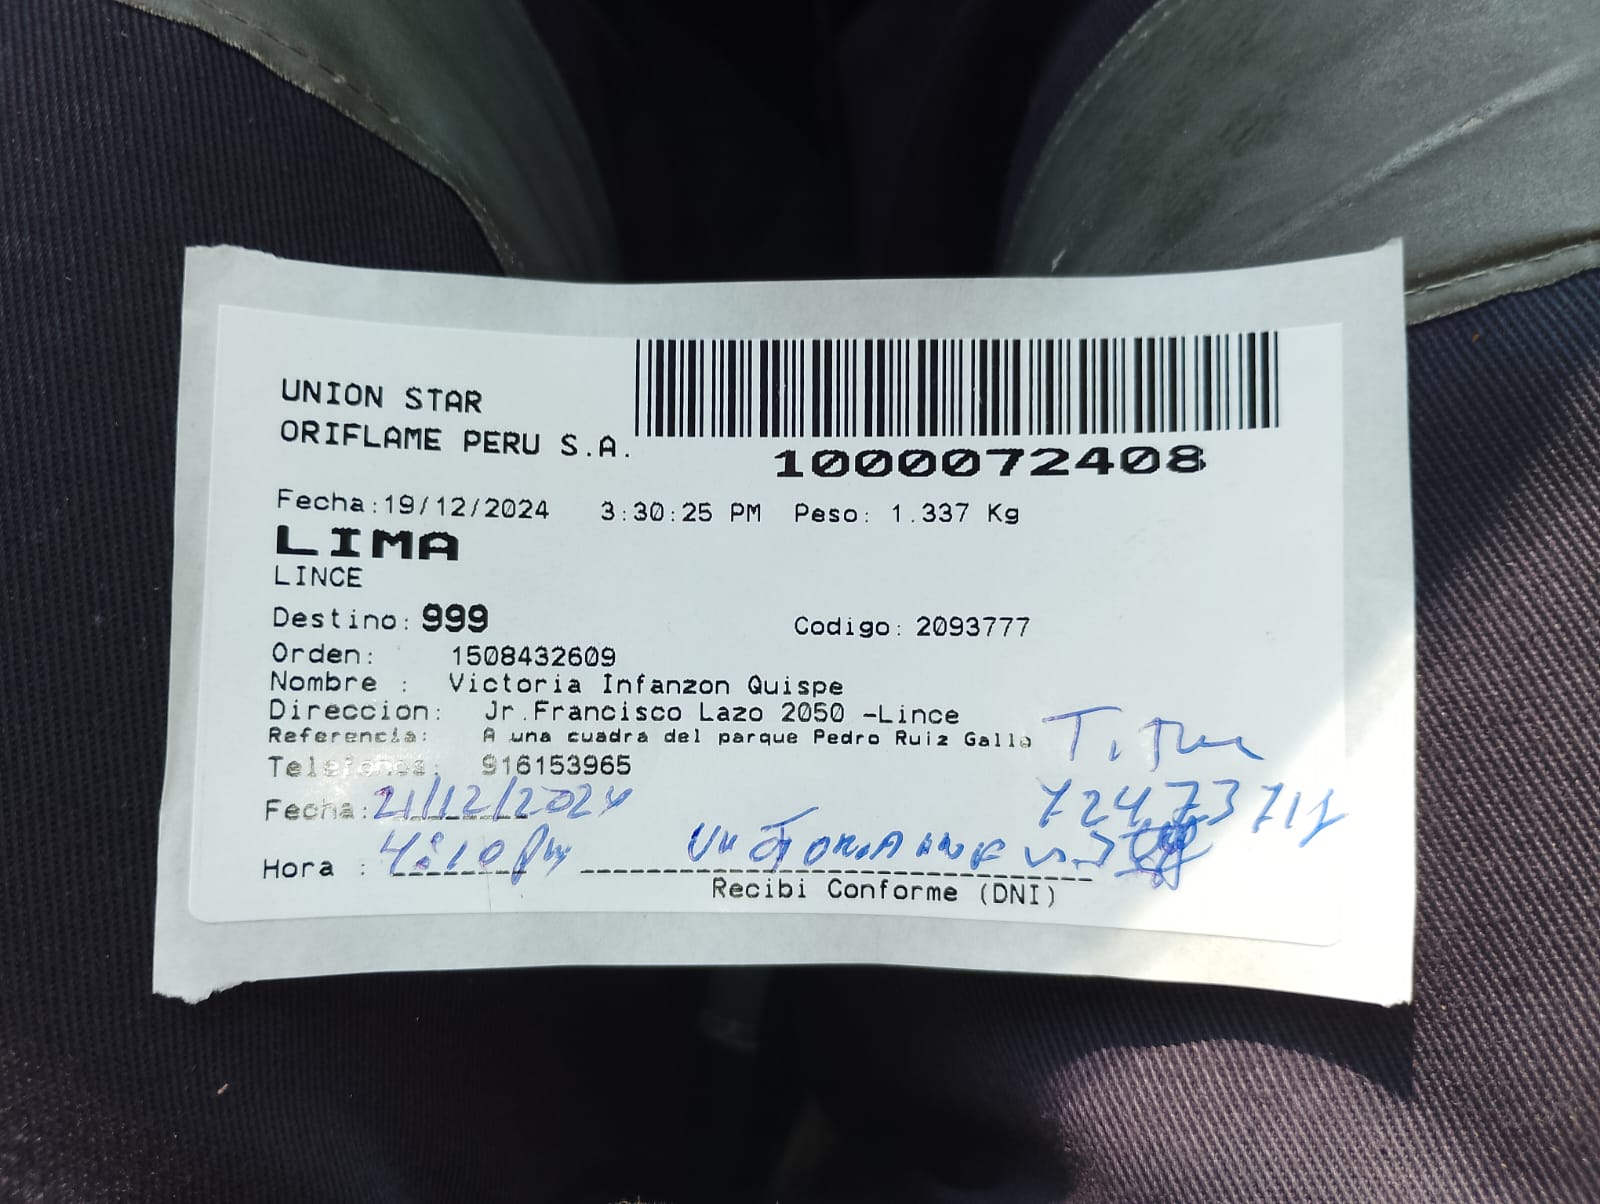 UNION STAR
ORIFLAME PERU S.A.
1000072408
Fecha:19/12/2024 3:30:25 PM Peso: 1.337 Kg
LIMA
LINCE
Destino: 999 Codigo: 2093777
Orden: 1508432609
Nombre : Victoria Infanzon Quispe
Direccion: Jr.Francisco Lazo 2050 -Lince
Referencia: A una cuadra del parque Pedro Ruiz Gallo
Telefonos: 916153965
Fecha: 21/12/2024
Hora : 4:10 Pm
Recibi Conforme (DNI)